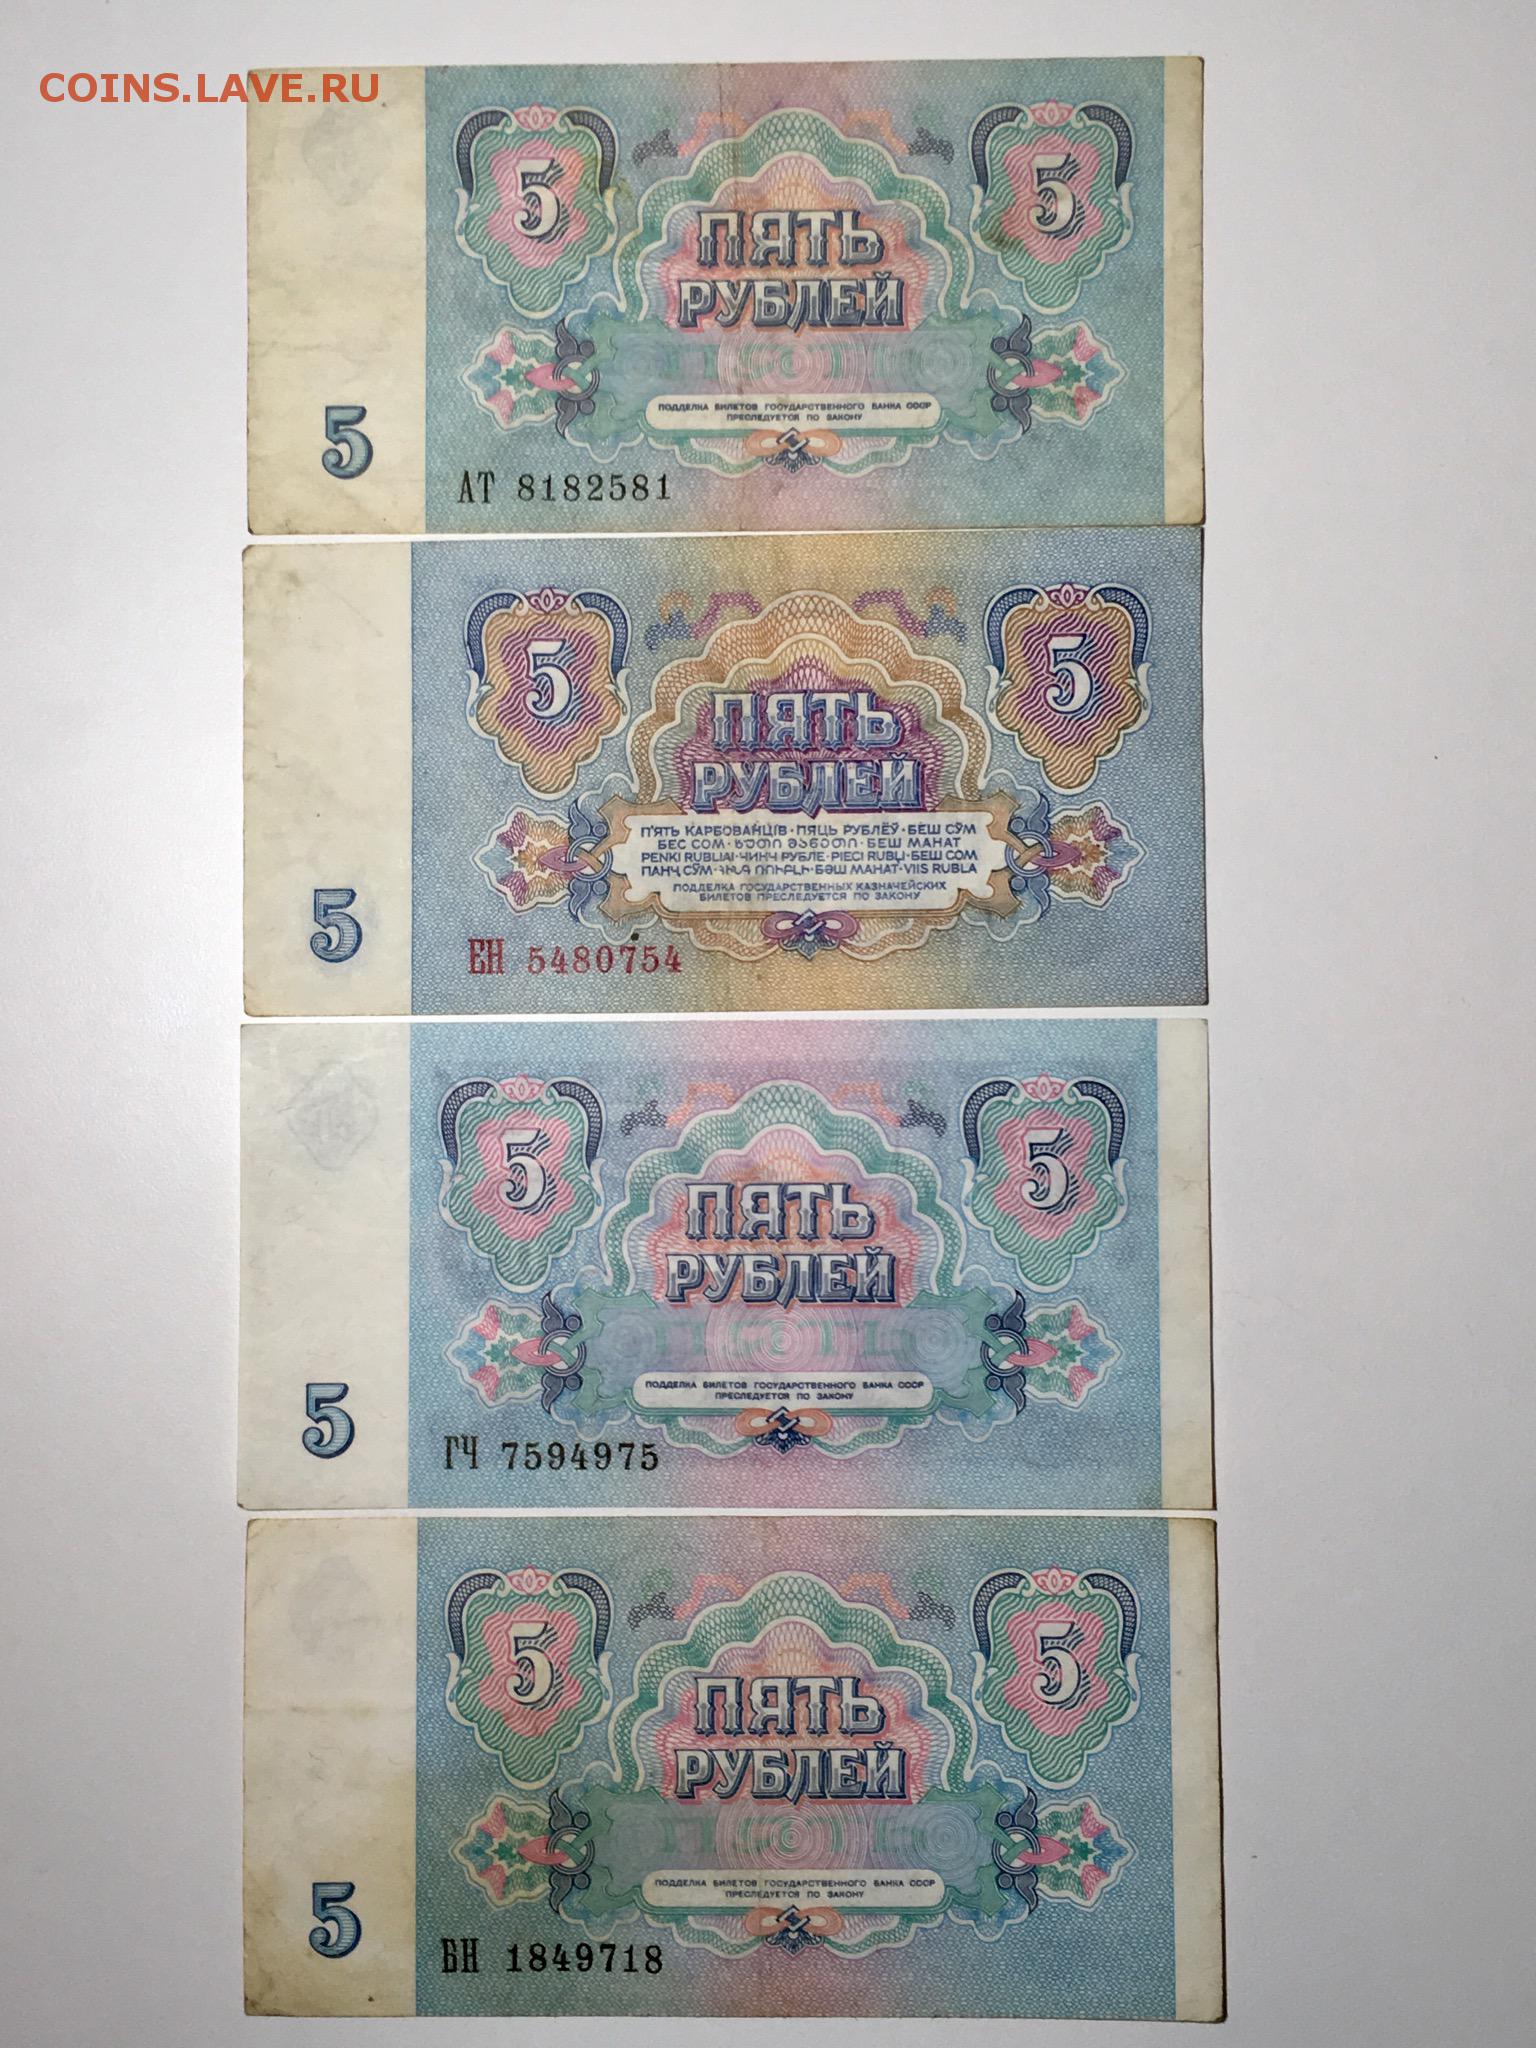 COINS.LAVE.RU
5 5
ПЯТЬ
РУБЛЕЙ
ПОДДЕЛКА БИЛЕТОВ ГОСУДАРСТВЕННОГО БАНКА СССР
ПРЕСЛЕДУЕТСЯ ПО ЗАКОНУ
5
АТ 8182581
5 5
ПЯТЬ
РУБЛЕЙ
П'ЯТЬ КАРБОВАНЦІВ · ПЯЦЬ РУБЛЁЎ · БЕШ СЎМ
БЕС СОМ · ხუთი მანეთი · БЕШ МАНАТ
PENKI RUBLIAI · ЧИНЧ РУБЛЕ · PIECI RUBĻI · БЕШ СОМ
ПАНҶ СЎМ · ՀԻՆԳ ՌՈՒԲԼԻ · БӘШ МАНАТ · VIIS RUBLA
ПОДДЕЛКА ГОСУДАРСТВЕННЫХ КАЗНАЧЕЙСКИХ
БИЛЕТОВ ПРЕСЛЕДУЕТСЯ ПО ЗАКОНУ
5
ЕН 5480754
5 5
ПЯТЬ
РУБЛЕЙ
ПОДДЕЛКА БИЛЕТОВ ГОСУДАРСТВЕННОГО БАНКА СССР
ПРЕСЛЕДУЕТСЯ ПО ЗАКОНУ
5
ГЧ 7594975
5 5
ПЯТЬ
РУБЛЕЙ
ПОДДЕЛКА БИЛЕТОВ ГОСУДАРСТВЕННОГО БАНКА СССР
ПРЕСЛЕДУЕТСЯ ПО ЗАКОНУ
5
БН 1849718